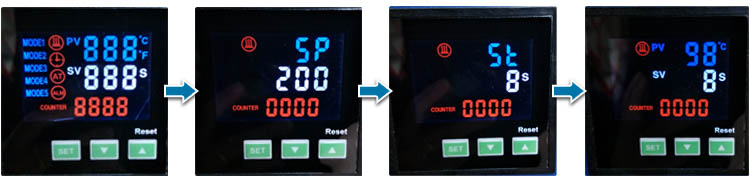 MODE1 PV 888 °C
MODE2 °F
MODE3 SV 888 S
MODE4 AT
MODE5 ALM
COUNTER 8888
Reset
SET
SP
200
COUNTER 0000
Reset
SET
St
8 S
COUNTER 0000
Reset
SET
PV 98 °C
SV 8 S
COUNTER 0000
Reset
SET